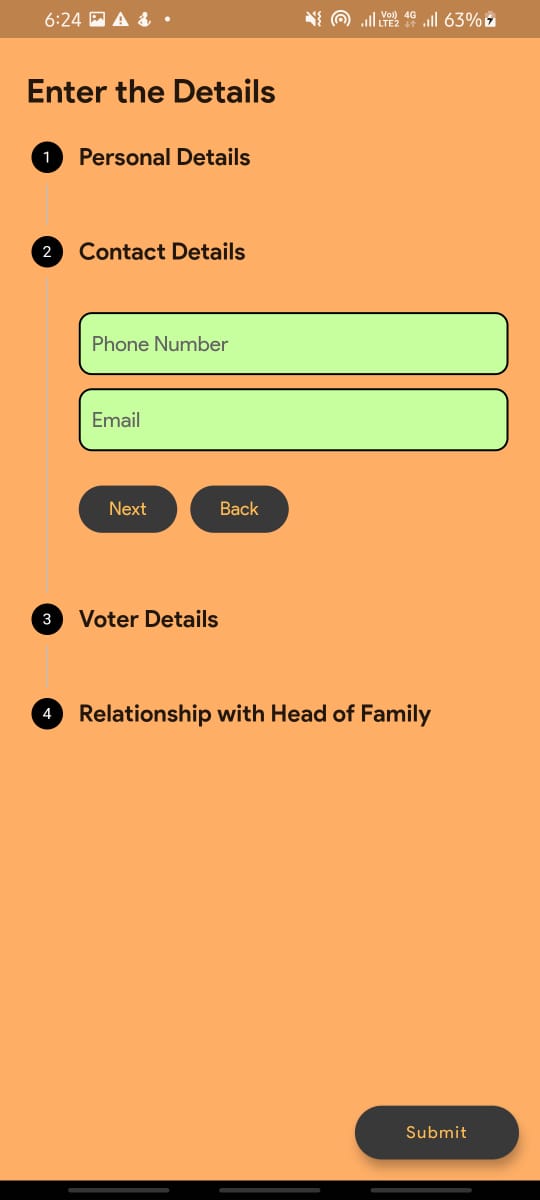 6:24 Vo)) 4G LTE2 63%
Enter the Details
1 Personal Details
2 Contact Details
Phone Number
Email
Next Back
3 Voter Details
4 Relationship with Head of Family
Submit